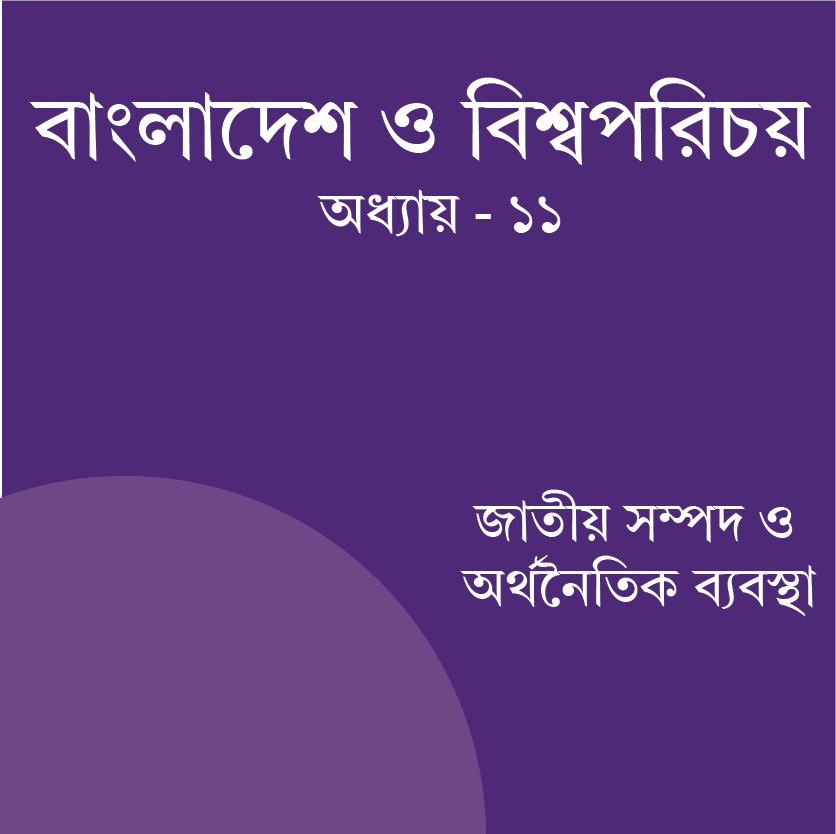 বাংলাদেশ ও বিশ্বপরিচয়
অধ্যায় - ১১
জাতীয় সম্পদ ও
অর্থনৈতিক ব্যবস্থা